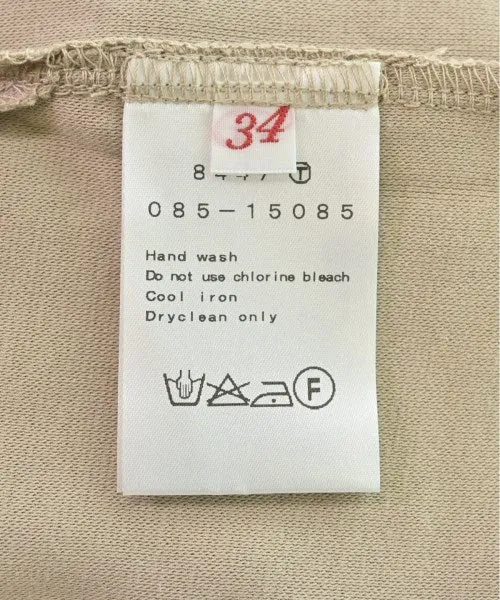 34
T
085-15085
Hand wash
Do not use chlorine bleach
Cool iron
Dryclean only
F